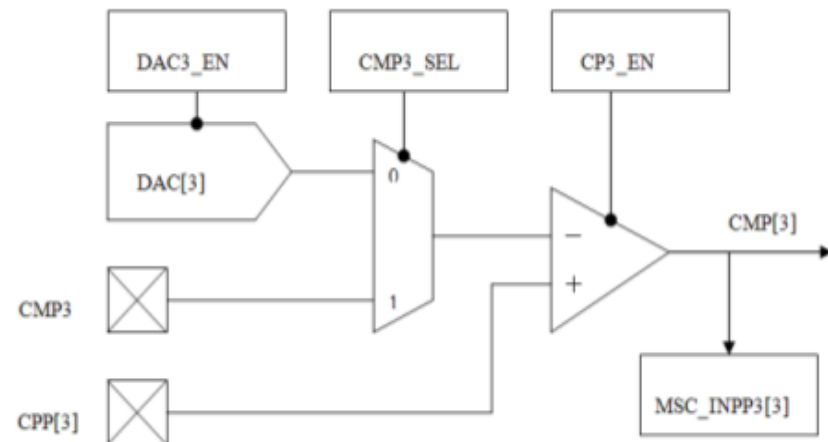 DAC3_EN
CMP3_SEL
CP3_EN
DAC[3]
0
CMP[3]
−
+
CMP3
1
CPP[3]
MSC_INPP3[3]